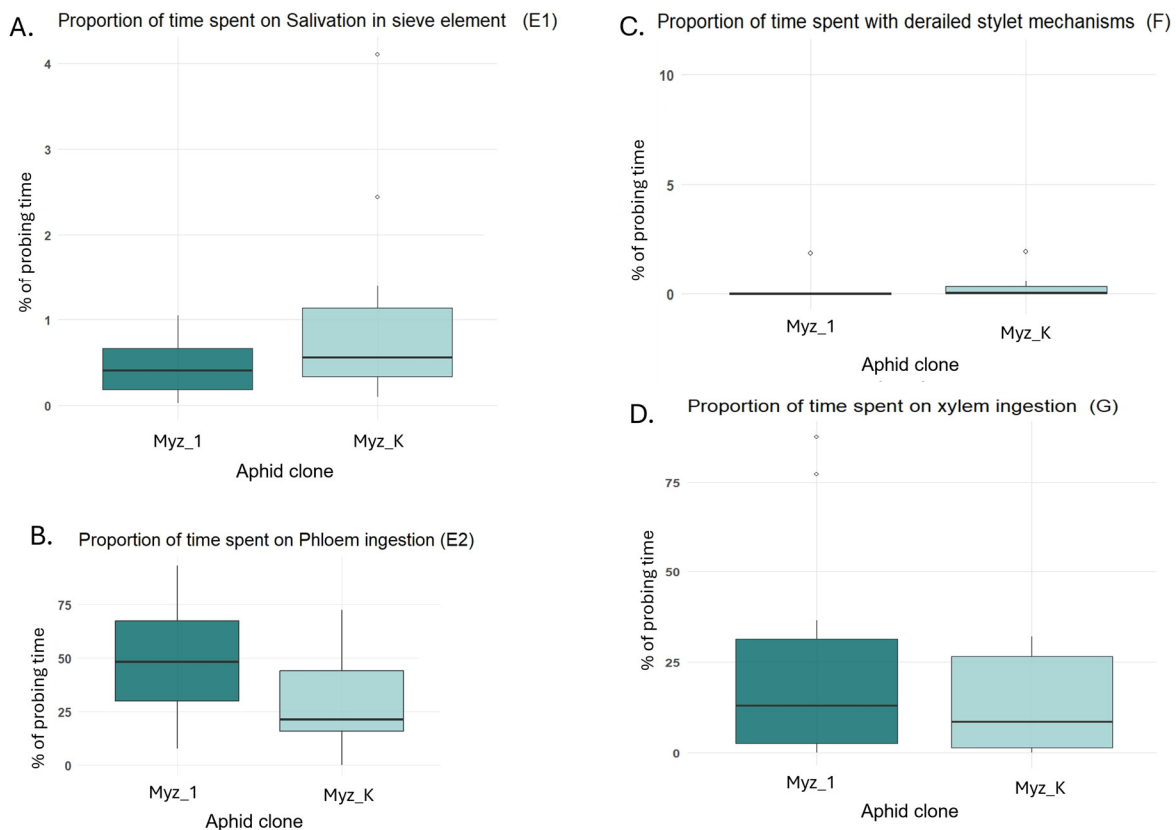 A. Proportion of time spent on Salivation in sieve element (E1)
% of probing time
4
3
2
1
0
Myz_1 Myz_K
Aphid clone
B. Proportion of time spent on Phloem ingestion (E2)
% of probing time
75
50
25
0
Myz_1 Myz_K
Aphid clone
C. Proportion of time spent with derailed stylet mechanisms (F)
% of probing time
10
5
0
Myz_1 Myz_K
Aphid clone
D. Proportion of time spent on xylem ingestion (G)
% of probing time
75
50
25
0
Myz_1 Myz_K
Aphid clone